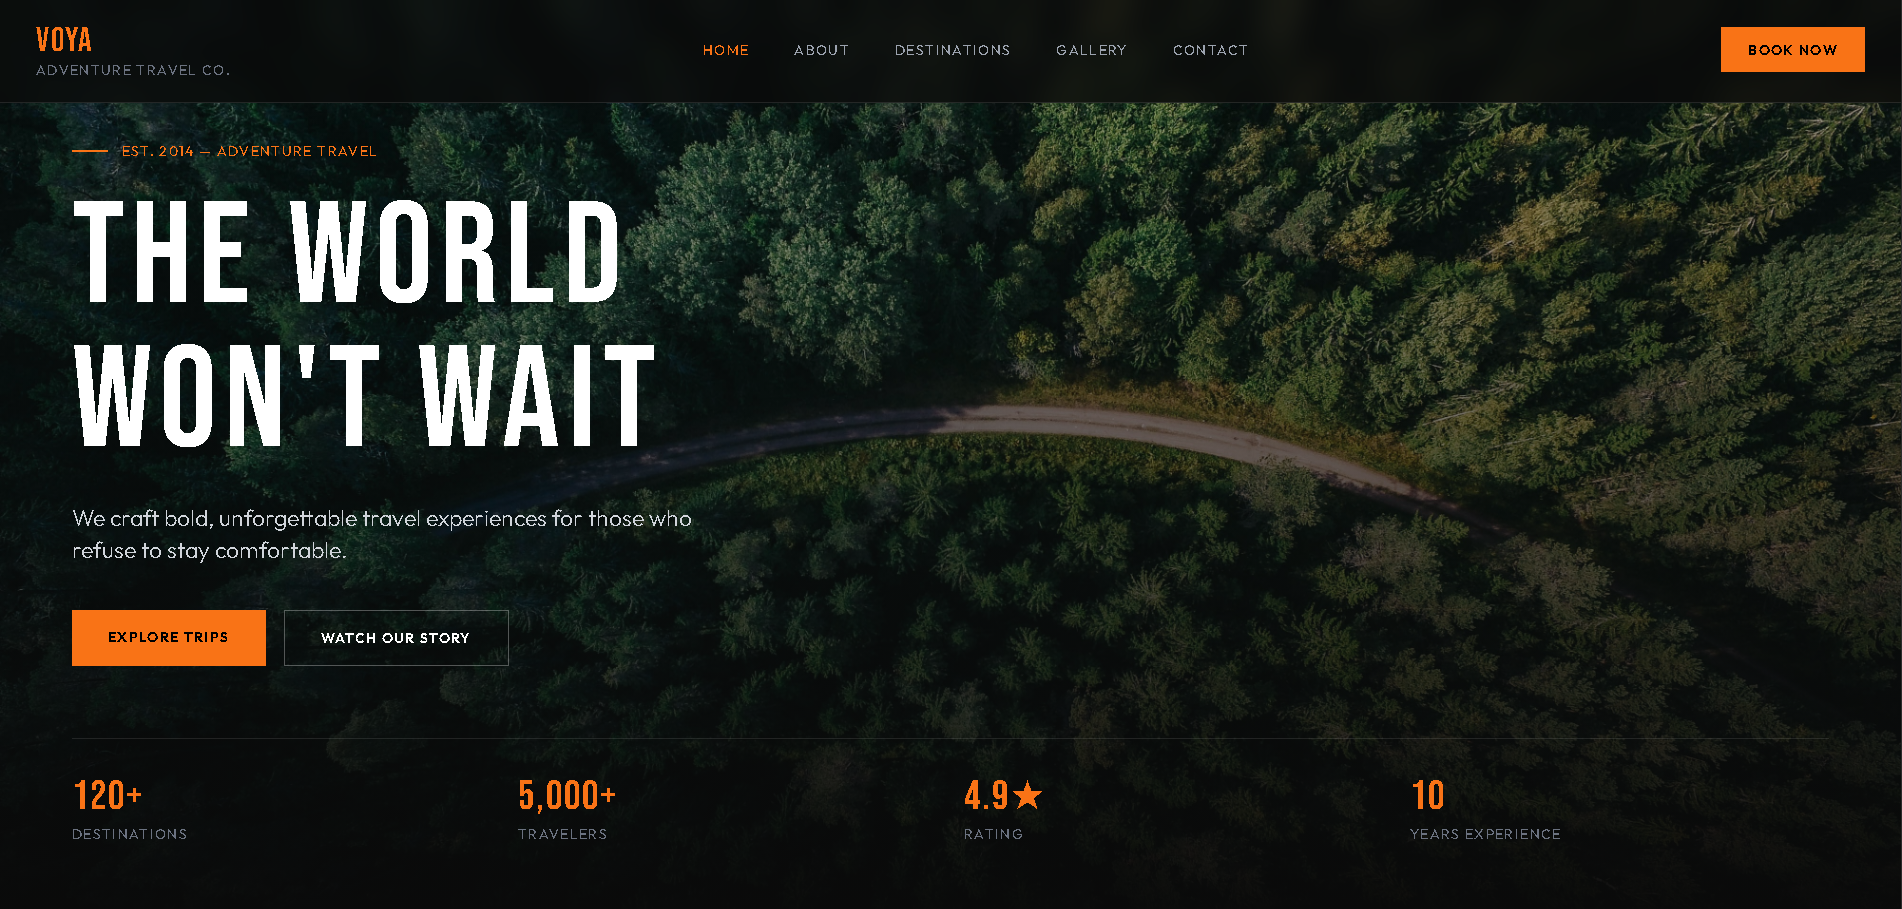 VOYA
ADVENTURE TRAVEL CO.
HOME
ABOUT
DESTINATIONS
GALLERY
CONTACT
BOOK NOW
EST. 2014 — ADVENTURE TRAVEL
THE WORLD
WON'T WAIT
We craft bold, unforgettable travel experiences for those who
refuse to stay comfortable.
EXPLORE TRIPS
WATCH OUR STORY
120+
DESTINATIONS
5,000+
TRAVELERS
4.9★
RATING
10
YEARS EXPERIENCE